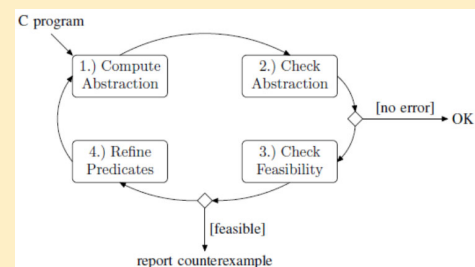 C program
1.) Compute
Abstraction
2.) Check
Abstraction
[no error]
OK
4.) Refine
Predicates
3.) Check
Feasibility
[feasible]
report counterexample